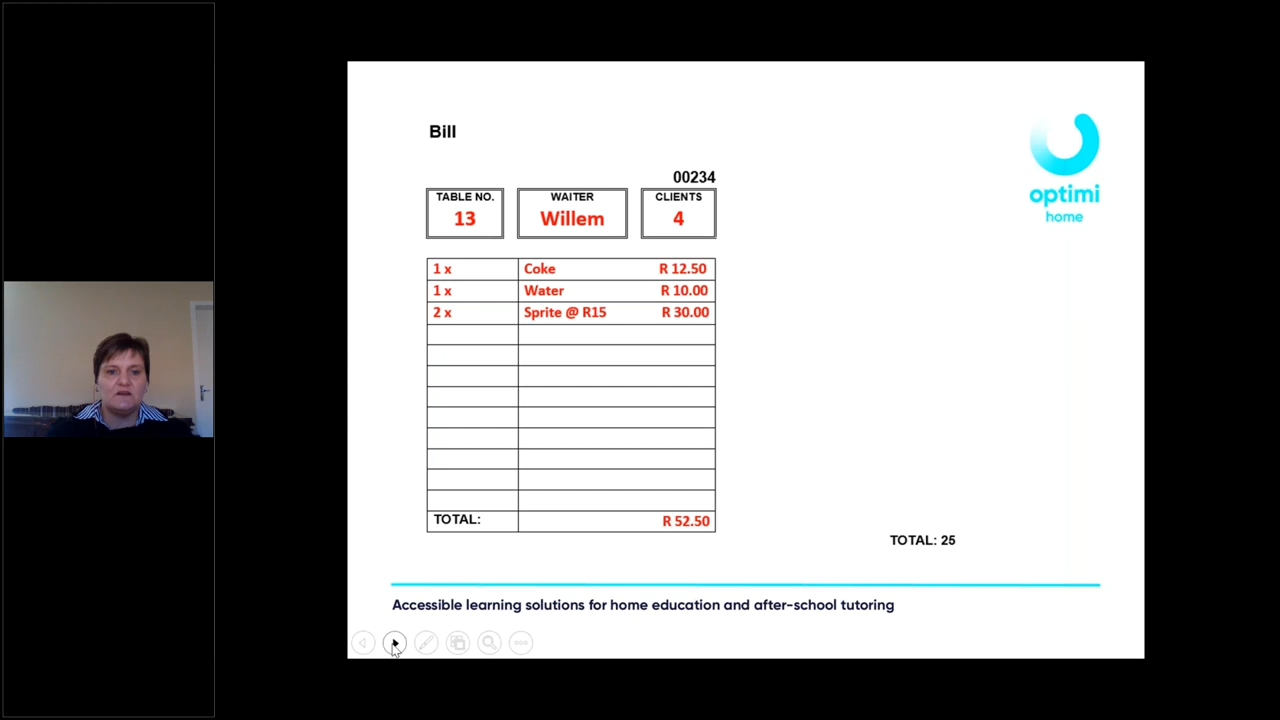 Bill
00234
TABLE NO. WAITER CLIENTS
13 Willem 4
1 x Coke R 12.50
1 x Water R 10.00
2 x Sprite @ R15 R 30.00
TOTAL: R 52.50
TOTAL: 25
optimi
home
Accessible learning solutions for home education and after-school tutoring